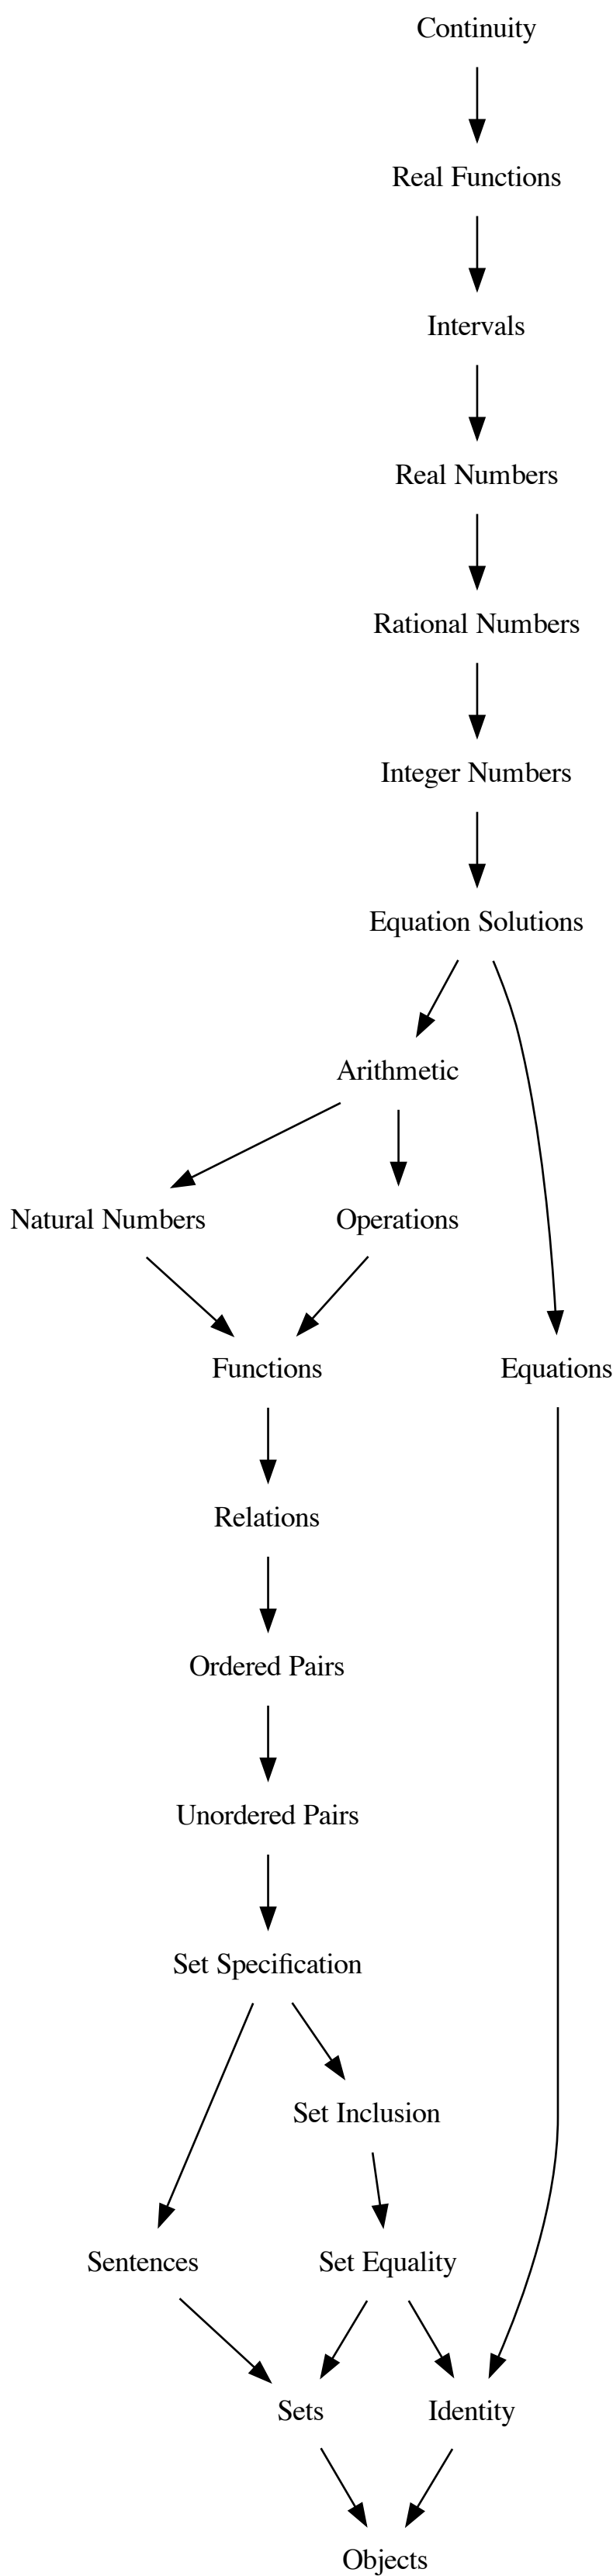 Continuity
Real Functions
Intervals
Real Numbers
Rational Numbers
Integer Numbers
Equation Solutions
Arithmetic
Natural Numbers
Operations
Functions
Equations
Relations
Ordered Pairs
Unordered Pairs
Set Specification
Set Inclusion
Sentences
Set Equality
Sets
Identity
Objects